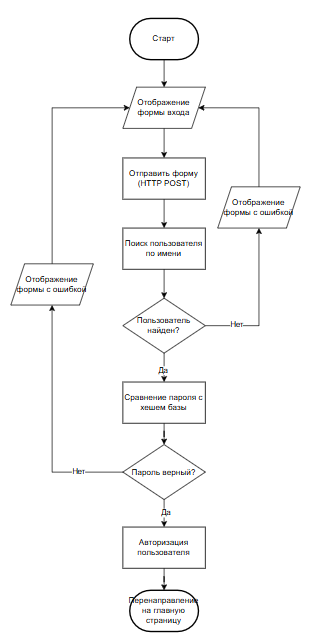 Старт
Отображение
формы входа
Отправить форму
(HTTP POST)
Отображение
формы с ошибкой
Поиск пользователя
по имени
Отображение
формы с ошибкой
Пользователь
найден?
Нет
Да
Сравнение пароля с
хешем базы
Пароль верный?
Нет
Да
Авторизация
пользователя
Перенаправление
на главную
страницу